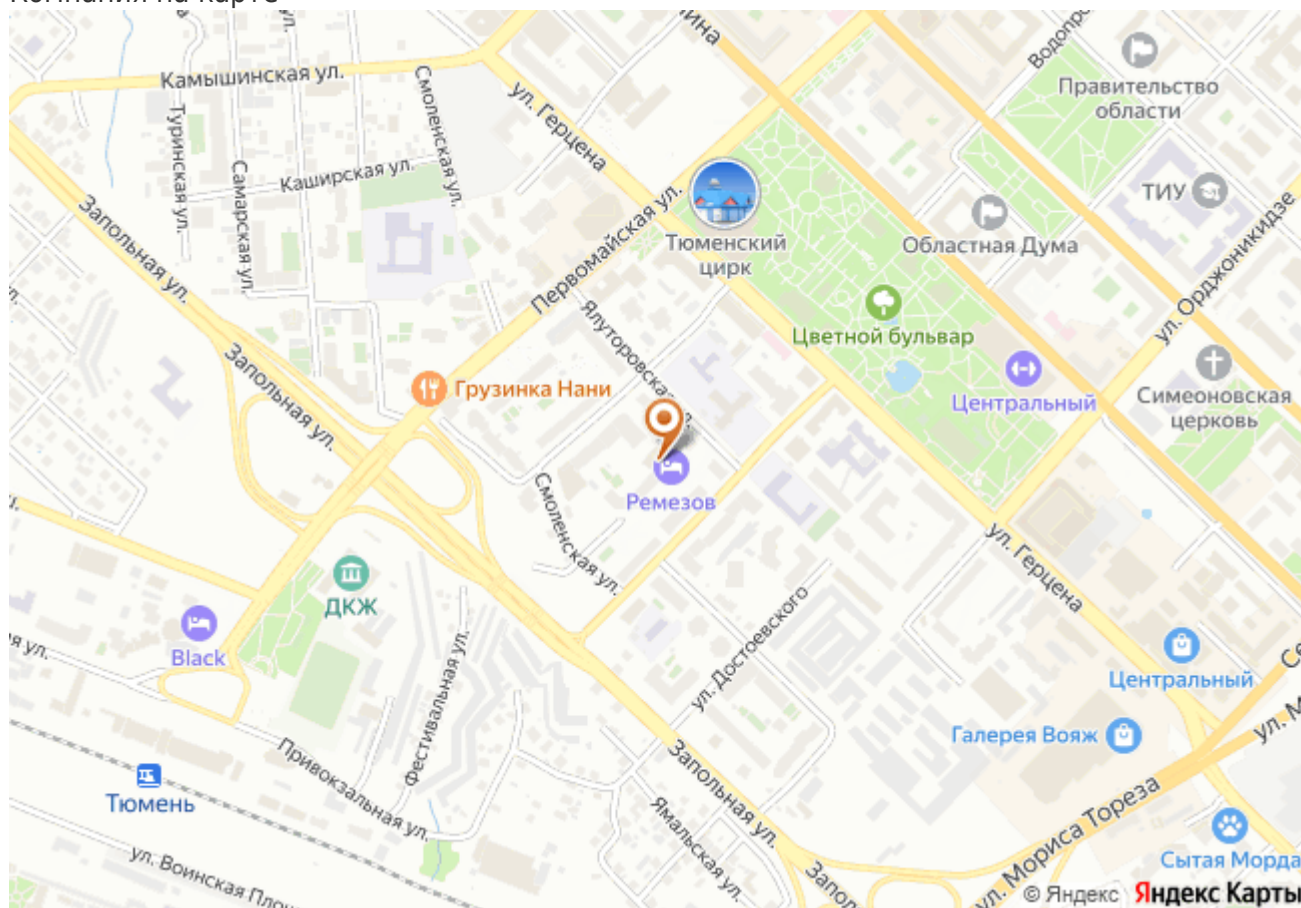 Компания на карте
Камышинская ул.
Смоленская ул.
Туринская ул.
Самарская ул.
Каширская ул.
ул. Герцена
Правительство
области
ТИУ
Запольная ул.
Первомайская ул.
Тюменский
цирк
Областная Дума
ул. Орджоникидзе
Ялуторовская ул.
Цветной бульвар
Запольная ул.
Грузинка Нани
Центральный
Симеоновская
церковь
Ремезов
Смоленская ул.
ул. Герцена
ДКЖ
Black
ул. Достоевского
Фестивальная ул.
Центральный
Галерея Вояж
Привокзальная ул.
Тюмень
Запольная ул.
Ямальская ул.
ул. Мориса Тореза
Сытая Морда
© Яндекс Яндекс Карты